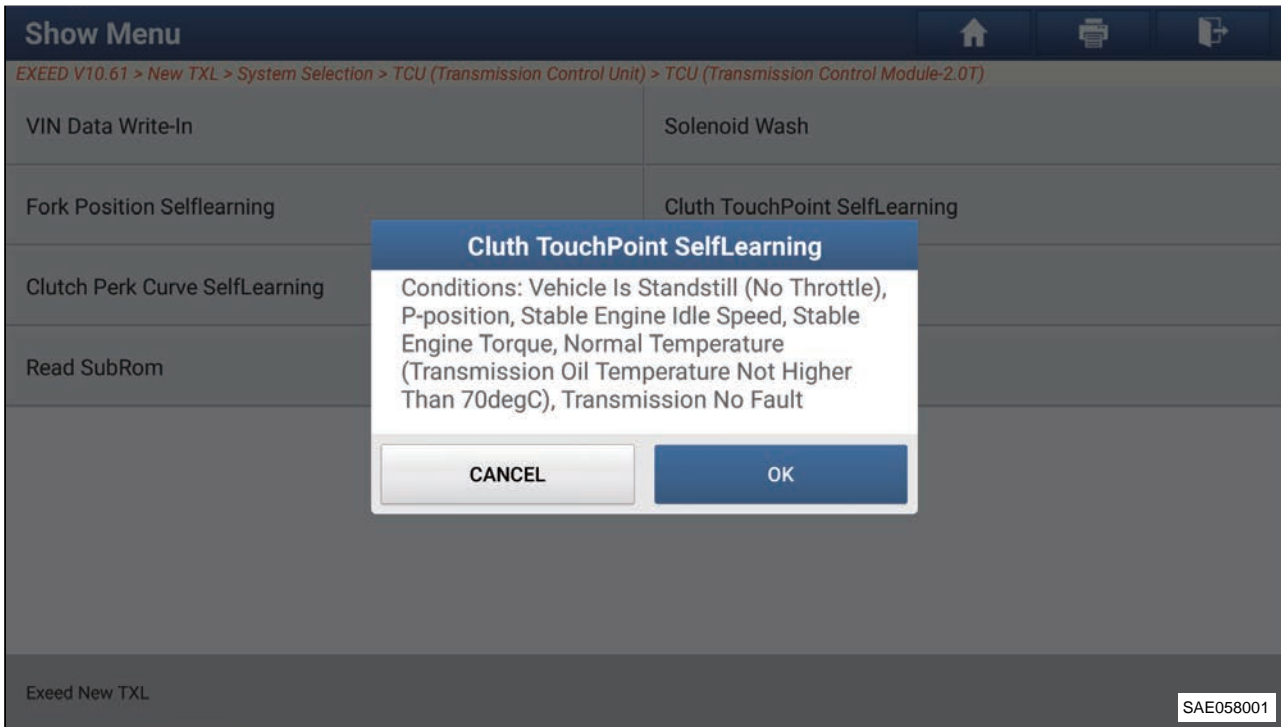 Show Menu
EXEED V10.61 > New TXL > System Selection > TCU (Transmission Control Unit) > TCU (Transmission Control Module-2.0T)
VIN Data Write-In
Solenoid Wash
Fork Position Selflearning
Cluth TouchPoint SelfLearning
Clutch Perk Curve SelfLearning
Read SubRom
Cluth TouchPoint SelfLearning
Conditions: Vehicle Is Standstill (No Throttle),
P-position, Stable Engine Idle Speed, Stable
Engine Torque, Normal Temperature
(Transmission Oil Temperature Not Higher
Than 70degC), Transmission No Fault
CANCEL
OK
Exeed New TXL
SAE058001